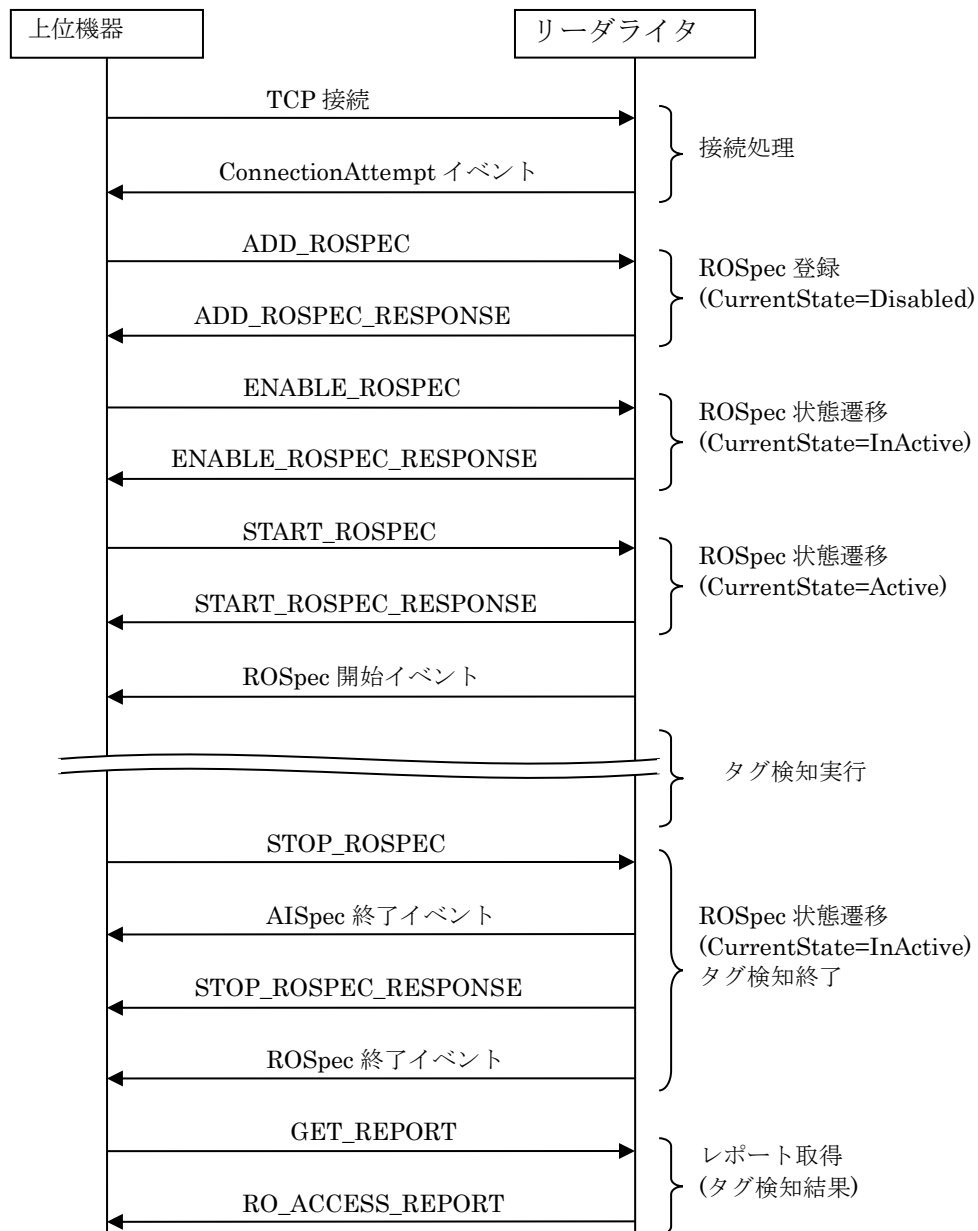 上位機器
リーダライタ
TCP 接続
接続処理
ConnectionAttempt イベント
ADD_ROSPEC
ROSpec 登録
(CurrentState=Disabled)
ADD_ROSPEC_RESPONSE
ENABLE_ROSPEC
ROSpec 状態遷移
(CurrentState=InActive)
ENABLE_ROSPEC_RESPONSE
START_ROSPEC
ROSpec 状態遷移
(CurrentState=Active)
START_ROSPEC_RESPONSE
ROSpec 開始イベント
タグ検知実行
STOP_ROSPEC
AISpec 終了イベント
ROSpec 状態遷移
(CurrentState=InActive)
タグ検知終了
STOP_ROSPEC_RESPONSE
ROSpec 終了イベント
GET_REPORT
レポート取得
(タグ検知結果)
RO_ACCESS_REPORT